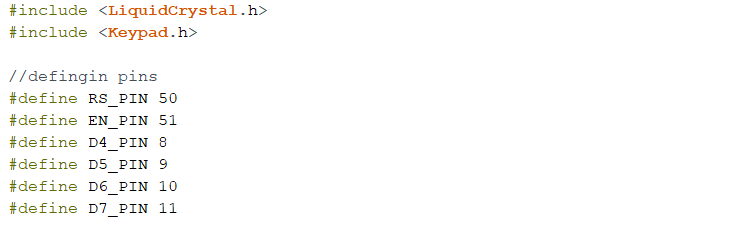 #include <LiquidCrystal.h>
#include <Keypad.h>
//defingin pins
#define RS_PIN 50
#define EN_PIN 51
#define D4_PIN 8
#define D5_PIN 9
#define D6_PIN 10
#define D7_PIN 11